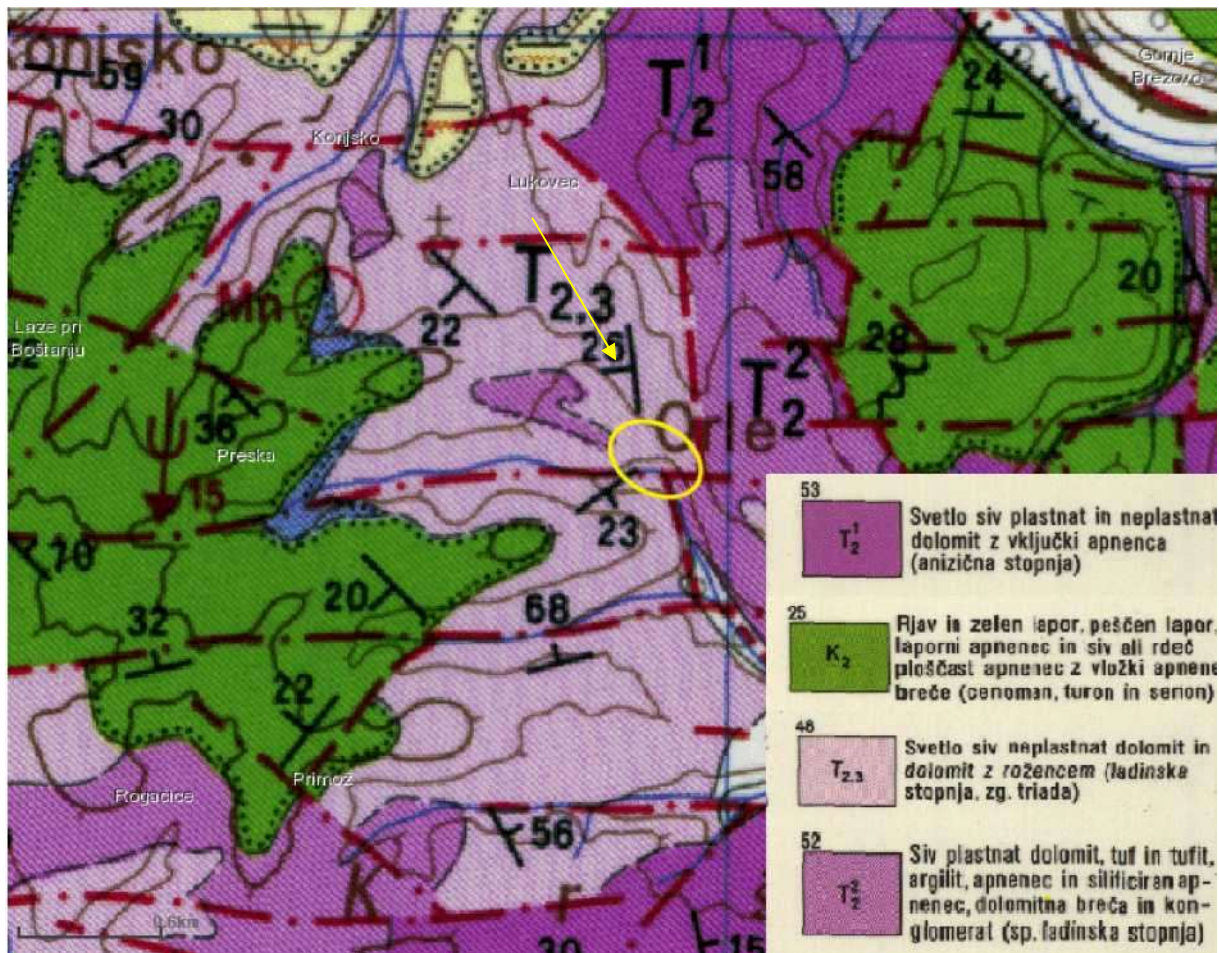 Konjsko
59
30
Konjsko
Lukovec
T₂¹
58
24
Gornje
Brezovo
20
28
T₂,₃
22
Mn
Laze pri
Boštanju
36
Preska
15
Orle
T₂²
23
70
20
32
68
22
Primož
Rogačice
56
K r
30
15
0.6km
53
T₂¹
Svetlo siv plastnat in neplastnat
dolomit z vključki apnenca
(anizična stopnja)
25
K₂
Rjav in zelen lapor, peščen lapor,
laporni apnenec in siv ali rdeč
ploščast apnenec z vložki apnene
breče (cenoman, turon in senon)
48
T₂.₃
Svetlo siv neplastnat dolomit in
dolomit z rožencem (ladinska
stopnja, zg. triada)
52
T₂²
Siv plastnat dolomit, tuf in tufit,
argilit, apnenec in silificiran ap-
nenec, dolomitna breča in kon-
glomerat (sp. ladinska stopnja)